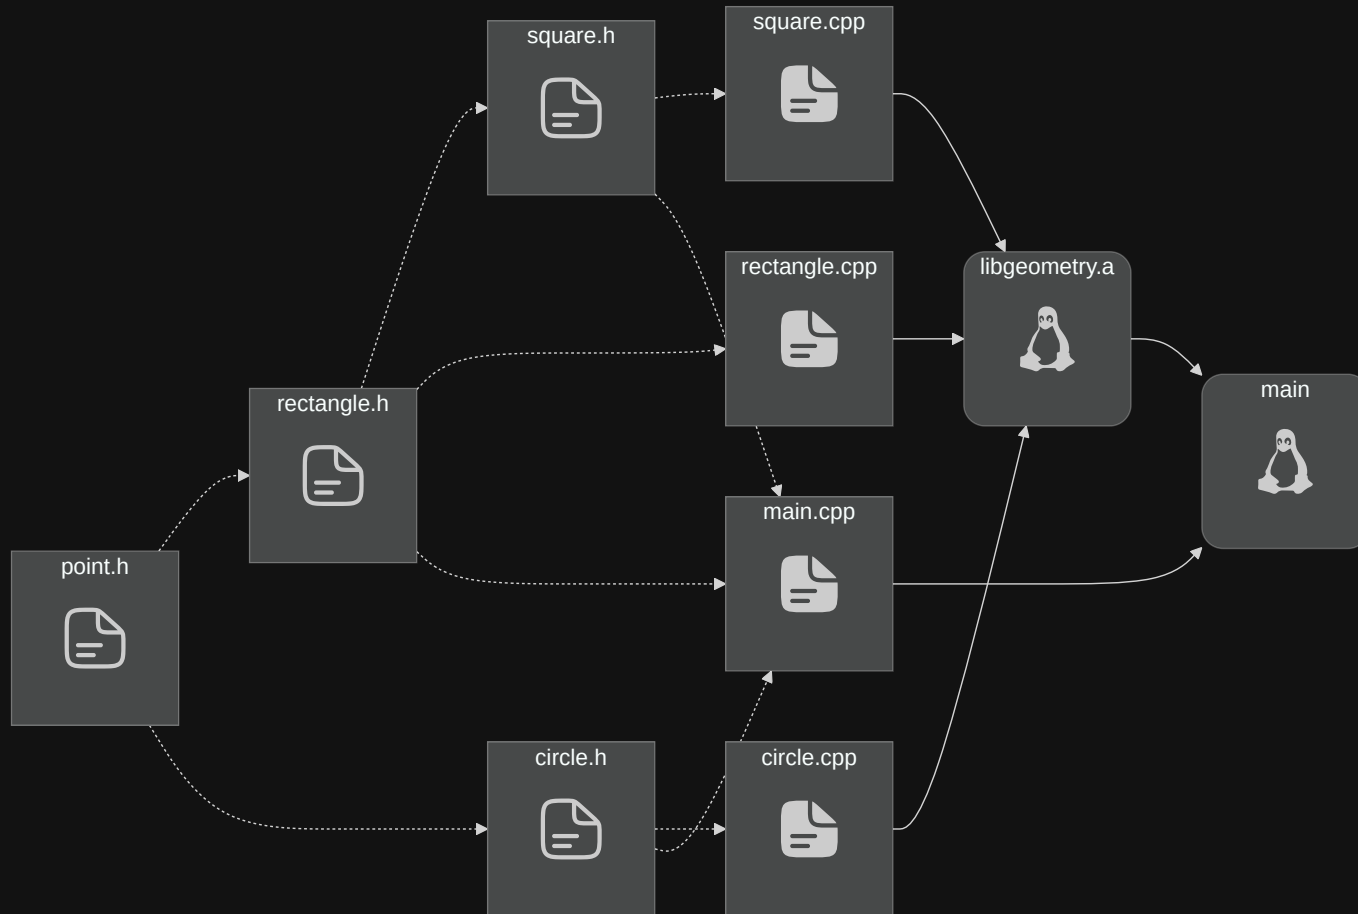 square.h
square.cpp
rectangle.cpp
libgeometry.a
rectangle.h
main
main.cpp
point.h
circle.h
circle.cpp